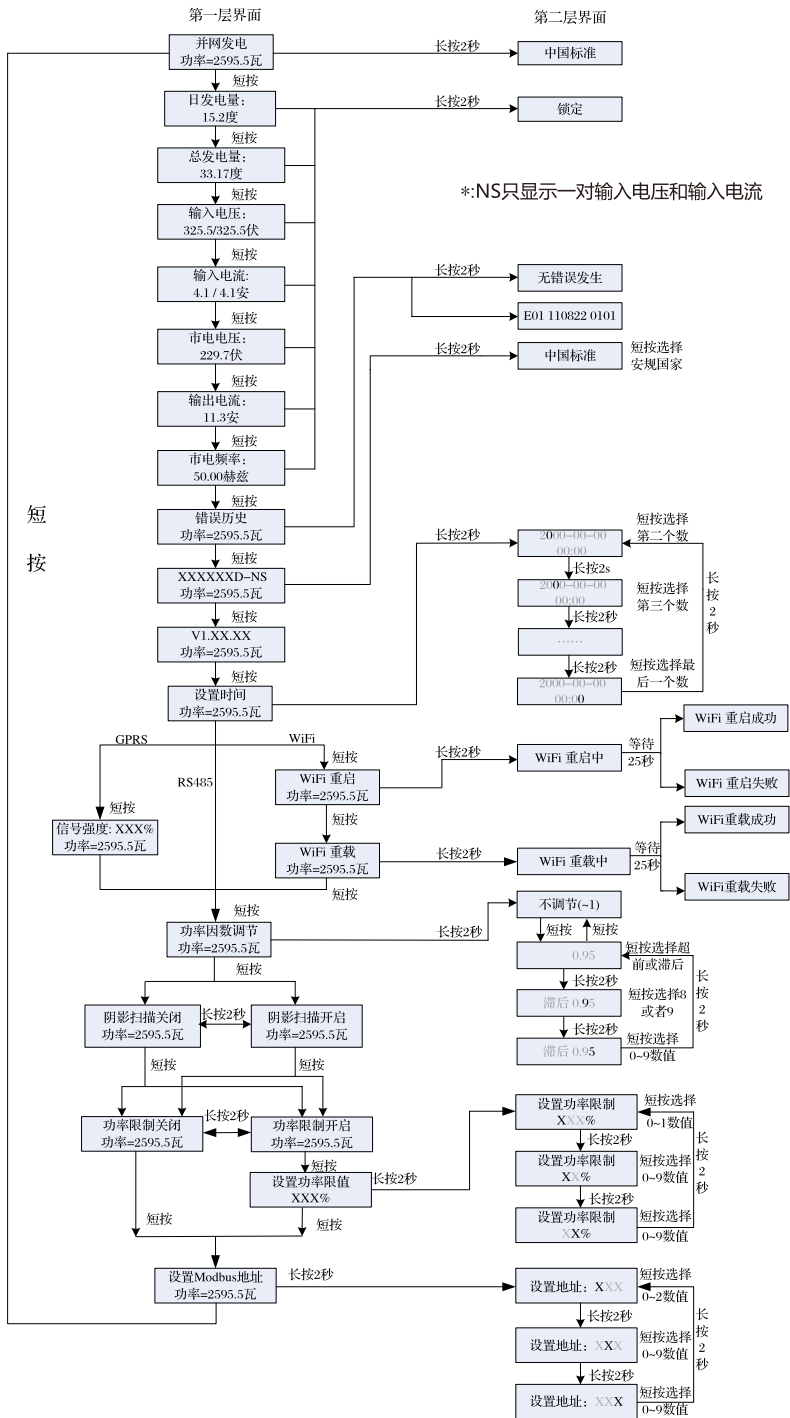 第一层界面
第二层界面
并网发电
功率=2595.5瓦
长按2秒
中国标准
短按
日发电量：
15.2度
长按2秒
锁定
短按
总发电量：
33.17度
*:NS只显示一对输入电压和输入电流
短按
输入电压：
325.5/325.5伏
短按
输入电流:
4.1 / 4.1安
长按2秒
无错误发生
E01 110822 0101
短按
市电电压：
229.7伏
长按2秒
中国标准
短按选择
安规国家
短按
输出电流：
11.3安
短按
市电频率：
50.00赫兹
短按
错误历史
功率=2595.5瓦
短按
短按
XXXXXXD-NS
功率=2595.5瓦
短按
V1.XX.XX
功率=2595.5瓦
短按
设置时间
功率=2595.5瓦
长按2秒
2000-00-00
00:00
短按选择
第二个数
长按2s
2000-00-00
00:00
短按选择
第三个数
长按2秒
……
长按2秒
短按选择最
后一个数
2000-00-00
00:00
长按2秒
GPRS
WiFi
RS485
短按
WiFi 重启
功率=2595.5瓦
长按2秒
WiFi 重启中
等待
25秒
WiFi 重启成功
WiFi 重启失败
短按
信号强度: XXX%
功率=2595.5瓦
短按
WiFi 重载
功率=2595.5瓦
长按2秒
WiFi 重载中
等待
25秒
WiFi重载成功
WiFi重载失败
短按
短按
功率因数调节
功率=2595.5瓦
长按2秒
不调节(~1)
短按
短按
0.95
短按选择超
前或滞后
长按2秒
滞后 0.95
短按选择8
或者9
长按2秒
滞后 0.95
短按选择
0~9数值
长按2秒
短按
阴影扫描关闭
功率=2595.5瓦
长按2秒
阴影扫描开启
功率=2595.5瓦
短按
短按
功率限制关闭
功率=2595.5瓦
长按2秒
功率限制开启
功率=2595.5瓦
短按
设置功率限值
XXX%
长按2秒
设置功率限制
XXX%
短按选择
0~1数值
长按2秒
设置功率限制
XX%
短按选择
0~9数值
长按2秒
设置功率限制
XX%
短按选择
0~9数值
长按2秒
短按
短按
设置Modbus地址
功率=2595.5瓦
长按2秒
设置地址：XXX
短按选择
0~2数值
长按2秒
设置地址：XXX
短按选择
0~9数值
长按2秒
设置地址：XXX
短按选择
0~9数值
长按2秒